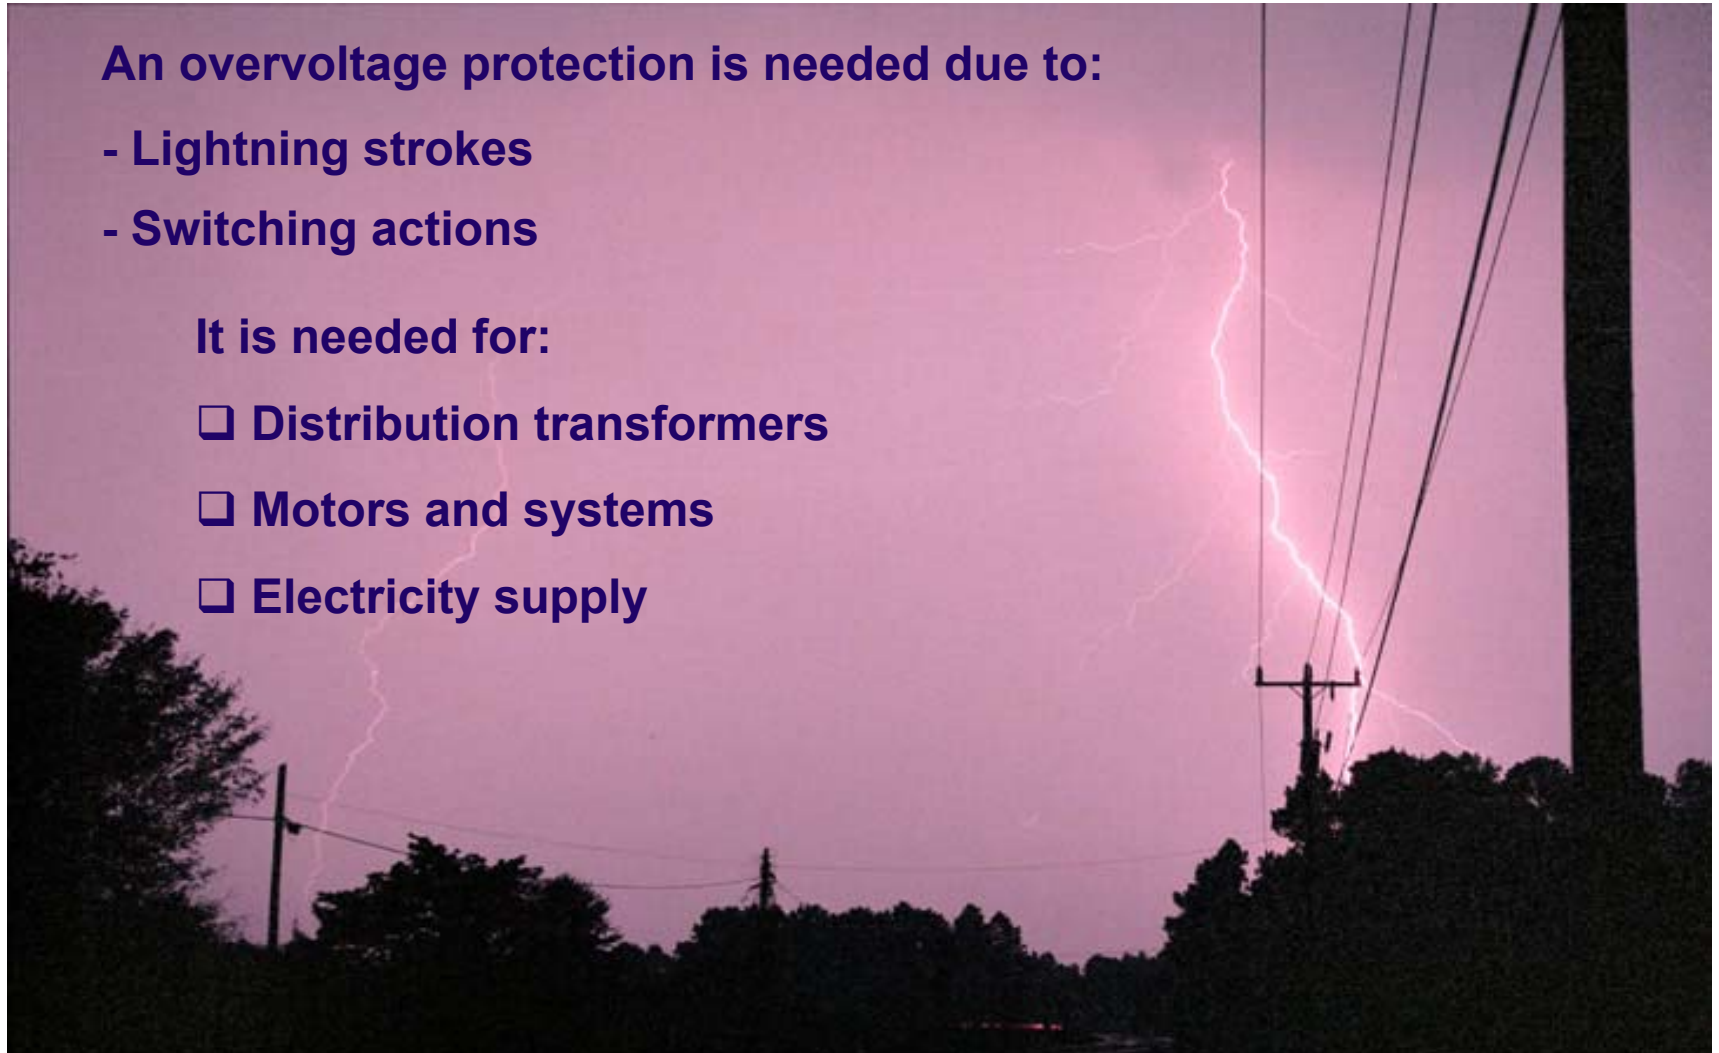 An overvoltage protection is needed due to:
- Lightning strokes
- Switching actions
It is needed for:
❑ Distribution transformers
❑ Motors and systems
❑ Electricity supply